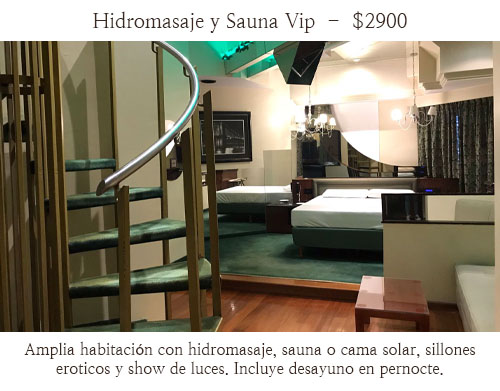 Hidromasaje y Sauna Vip – $2900
Amplia habitación con hidromasaje, sauna o cama solar, sillones
eroticos y show de luces. Incluye desayuno en pernocte.